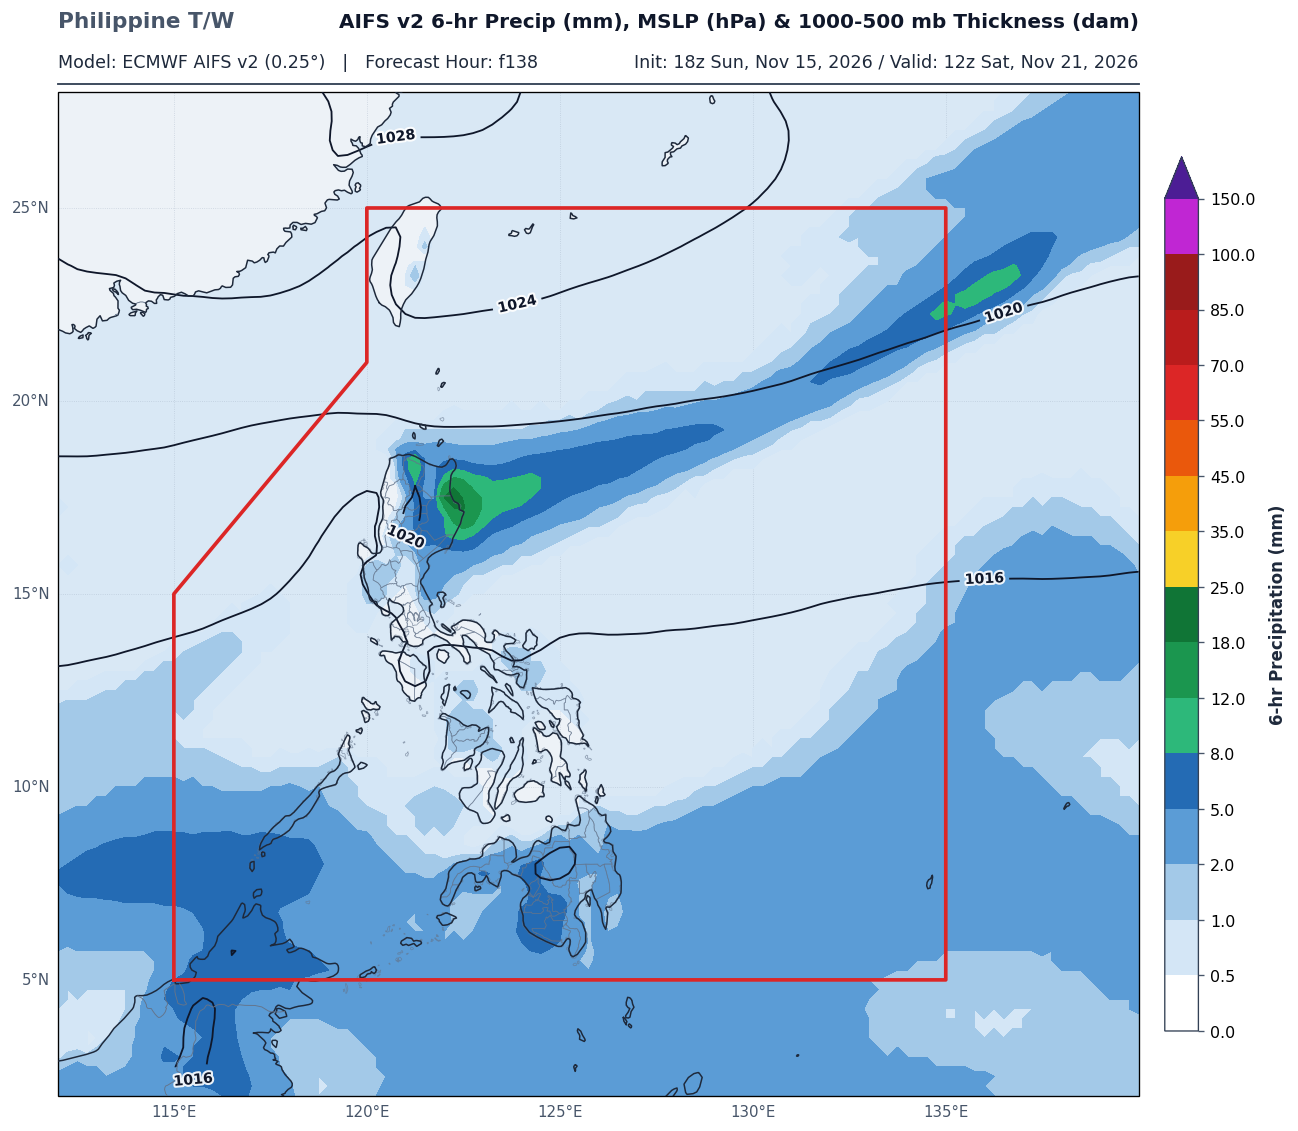 Philippine T/W
AIFS v2 6-hr Precip (mm), MSLP (hPa) & 1000-500 mb Thickness (dam)
Model: ECMWF AIFS v2 (0.25°) | Forecast Hour: f138
Init: 18z Sun, Nov 15, 2026 / Valid: 12z Sat, Nov 21, 2026
1028
1024
1020
1020
1016
1016
25°N
20°N
15°N
10°N
5°N
115°E
120°E
125°E
130°E
135°E
150.0
100.0
85.0
70.0
55.0
45.0
35.0
25.0
18.0
12.0
8.0
5.0
2.0
1.0
0.5
0.0
6-hr Precipitation (mm)